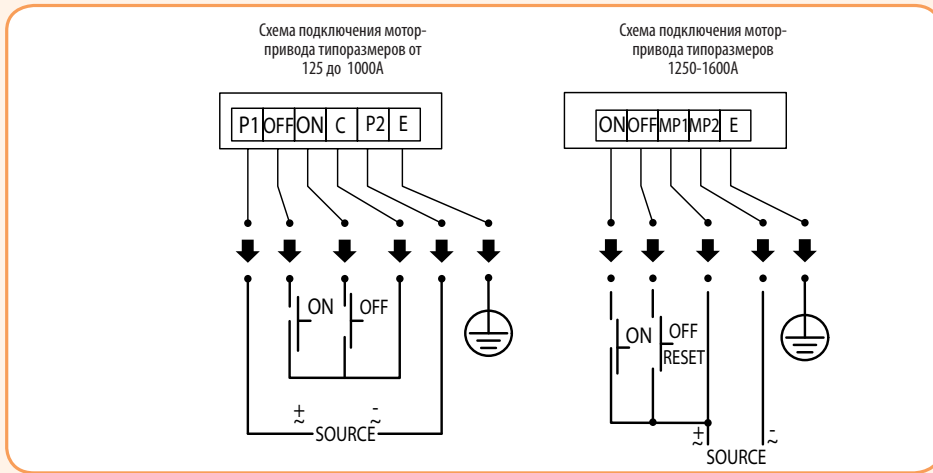 Схема подключения мотор-
привода типоразмеров от
125 до 1000А
P1 OFF ON C P2 E
ON OFF
+
~ SOURCE -
~
Схема подключения мотор-
привода типоразмеров
1250-1600А
ON OFF MP1 MP2 E
ON OFF
RESET
+
~ -
~
SOURCE